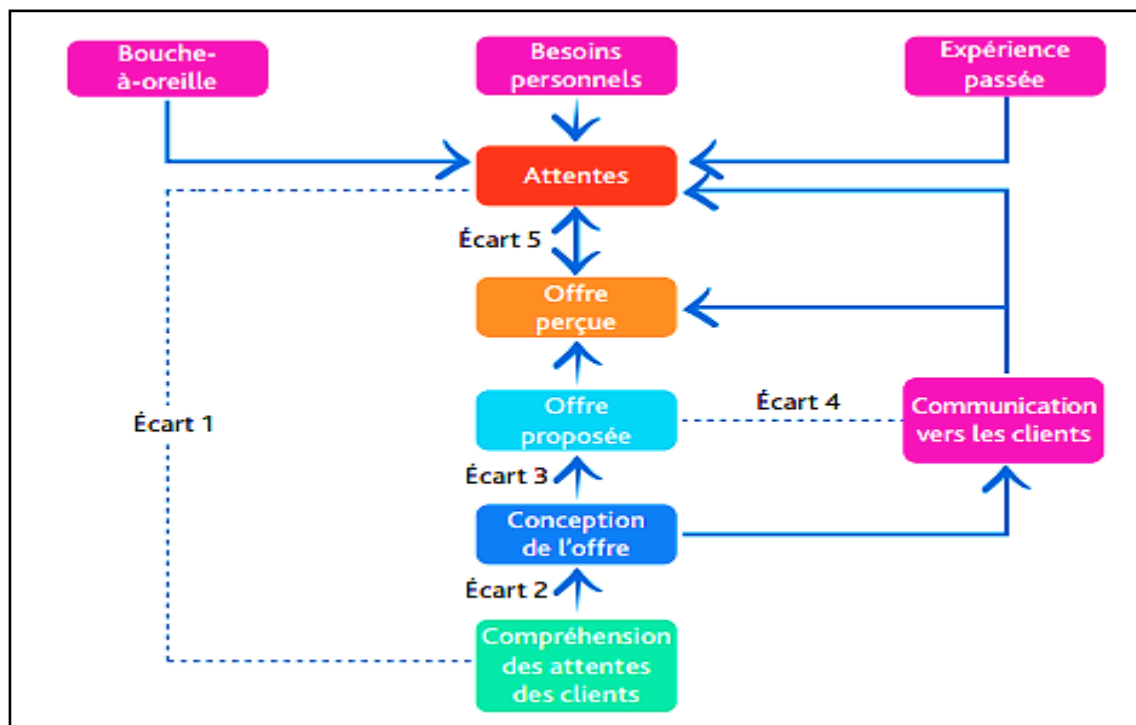 Bouche-
à-oreille
Besoins
personnels
Expérience
passée
Attentes
Écart 5
Offre
perçue
Écart 1
Offre
proposée
Écart 4
Communication
vers les clients
Écart 3
Conception
de l'offre
Écart 2
Compréhension
des attentes
des clients